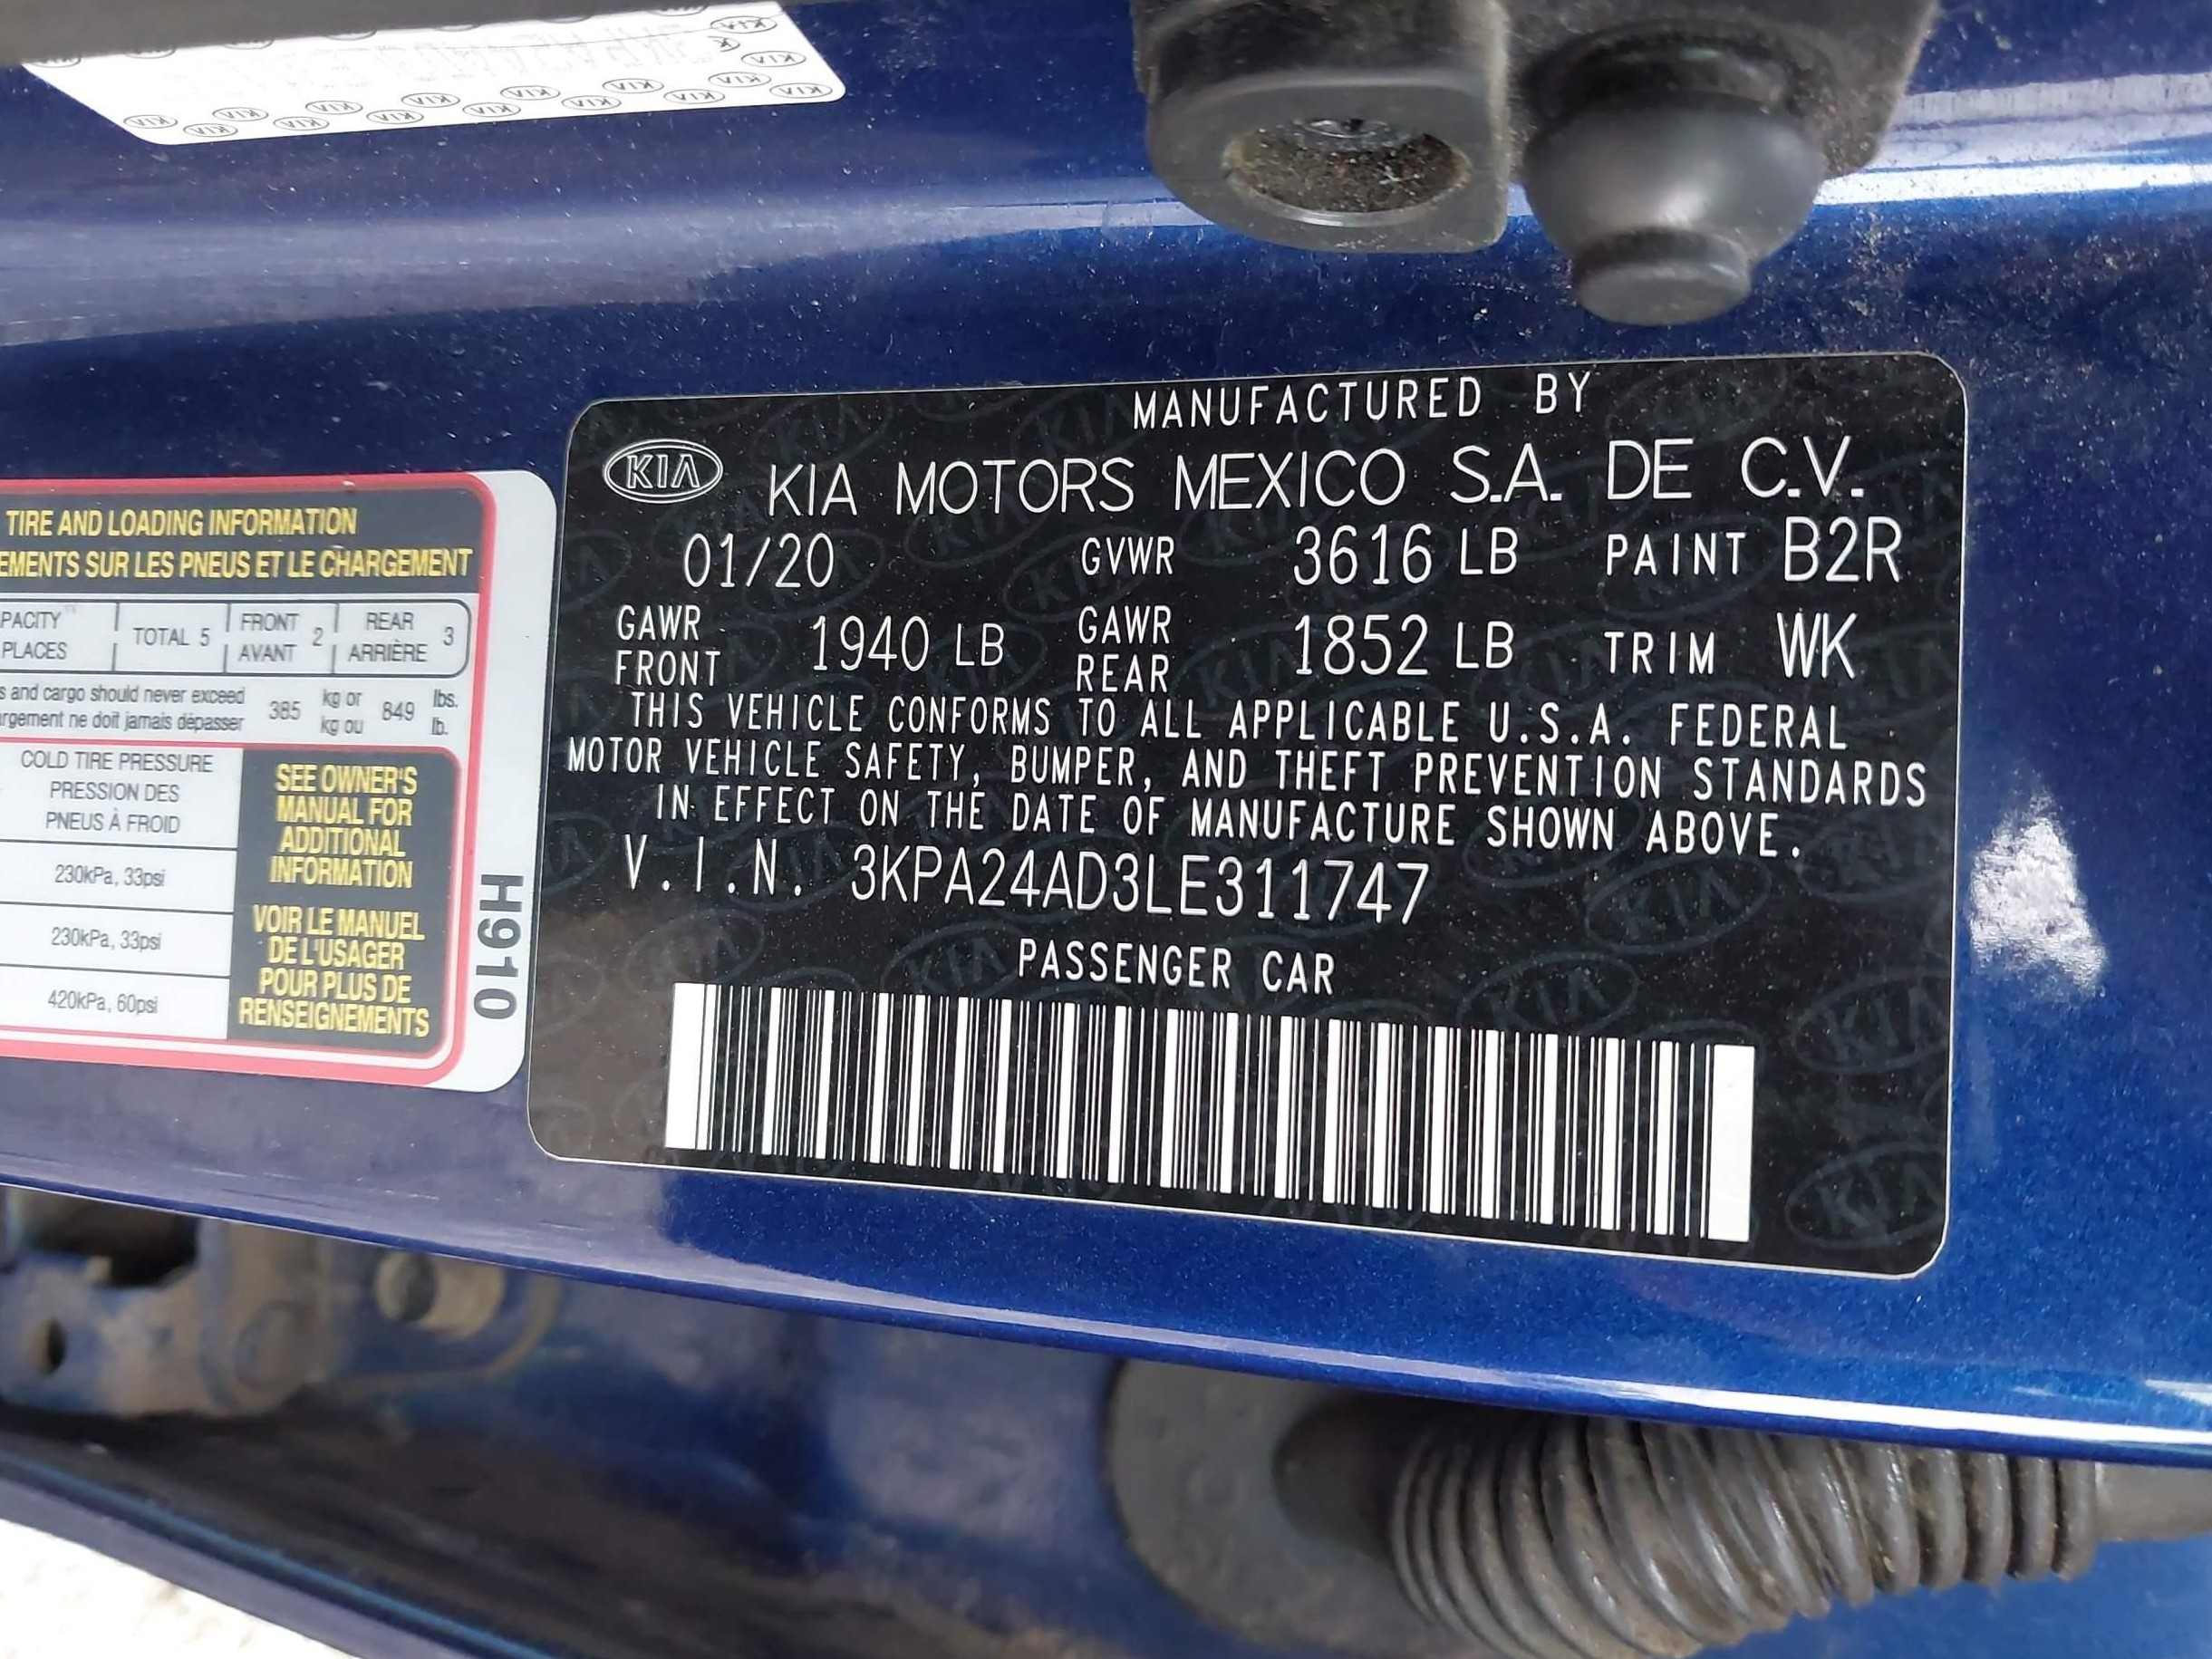 KIA
TIRE AND LOADING INFORMATION
EMENTS SUR LES PNEUS ET LE CHARGEMENT
PACITY
PLACES
TOTAL 5
FRONT
AVANT
2
REAR
ARRIÈRE
3
s and cargo should never exceed
rgement ne doit jamais dépasser
385
kg or
kg ou
849
lbs.
lb.
COLD TIRE PRESSURE
PRESSION DES
PNEUS À FROID
230kPa, 33psi
230kPa, 33psi
420kPa, 60psi
SEE OWNER'S
MANUAL FOR
ADDITIONAL
INFORMATION
VOIR LE MANUEL
DE L'USAGER
POUR PLUS DE
RENSEIGNEMENTS
H910
MANUFACTURED BY
KIA KIA MOTORS MEXICO S.A. DE C.V.
01/20 GVWR 3616 LB PAINT B2R
GAWR FRONT 1940 LB GAWR REAR 1852 LB TRIM WK
THIS VEHICLE CONFORMS TO ALL APPLICABLE U.S.A. FEDERAL
MOTOR VEHICLE SAFETY, BUMPER, AND THEFT PREVENTION STANDARDS
IN EFFECT ON THE DATE OF MANUFACTURE SHOWN ABOVE.
V.I.N. 3KPA24AD3LE311747
PASSENGER CAR